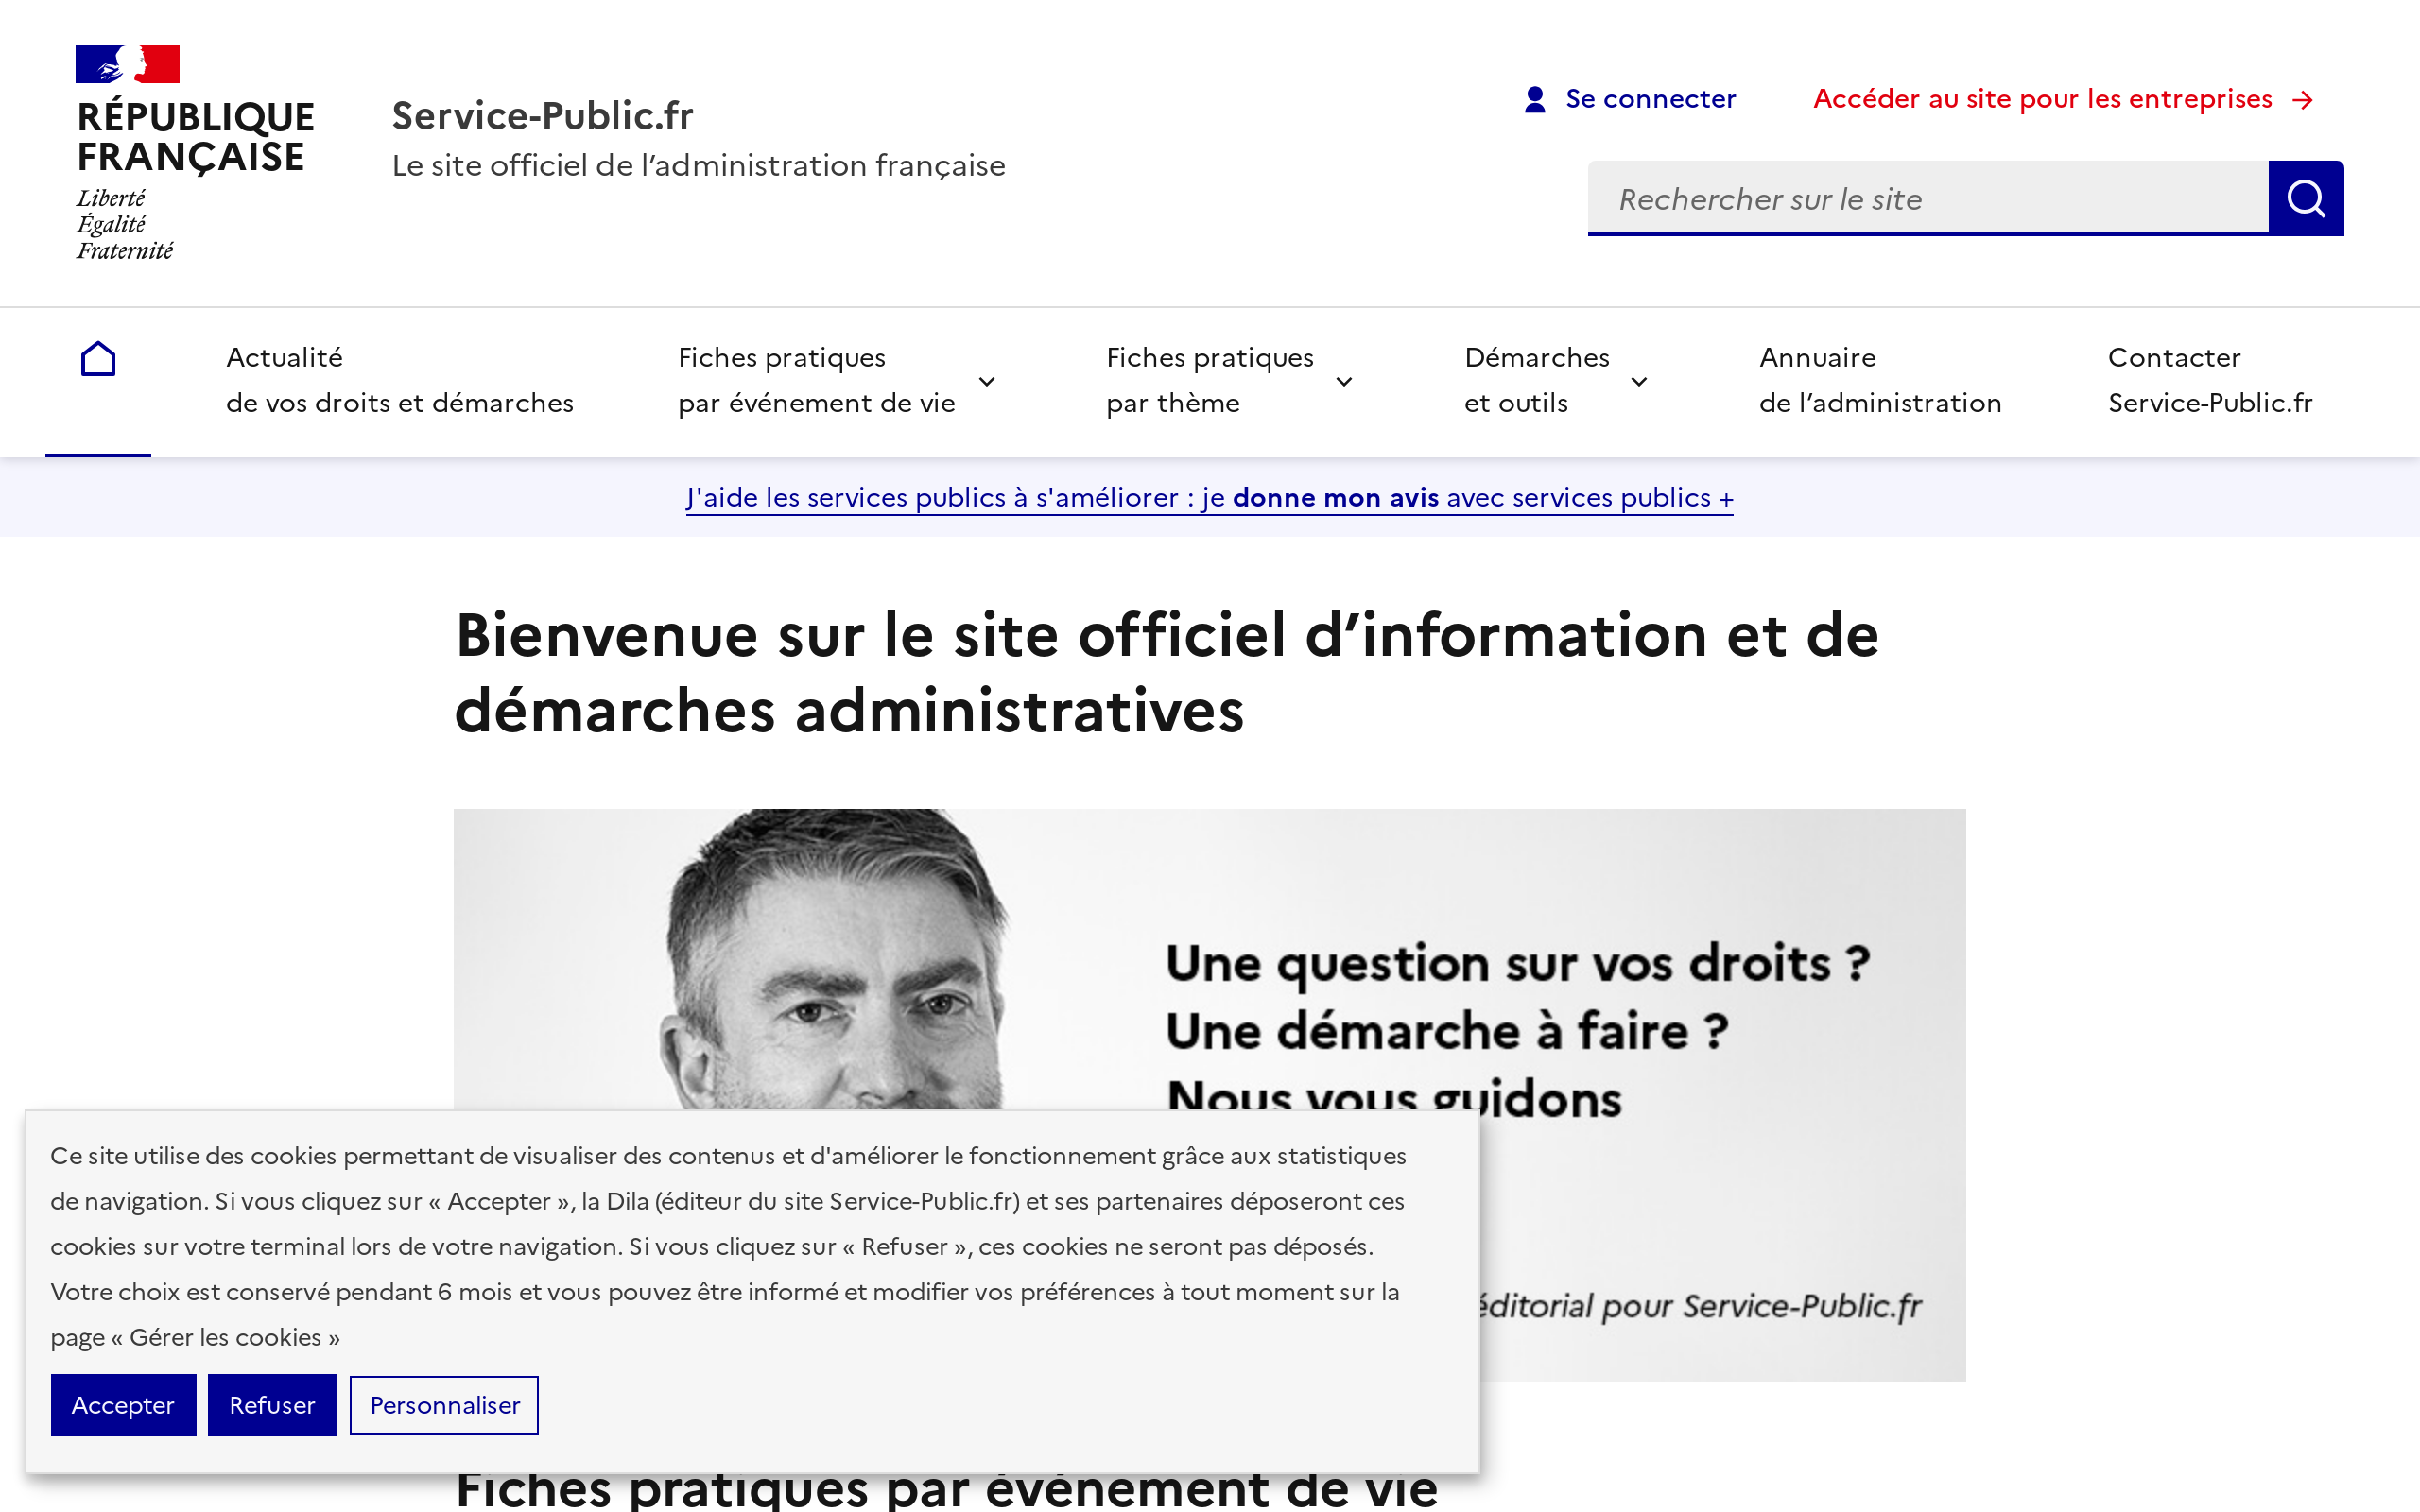 RÉPUBLIQUE
FRANÇAISE
Liberté
Égalité
Fraternité
Service-Public.fr
Le site officiel de l’administration française
Se connecter
Accéder au site pour les entreprises
Rechercher sur le site
Actualité
de vos droits et démarches
Fiches pratiques
par événement de vie
Fiches pratiques
par thème
Démarches
et outils
Annuaire
de l’administration
Contacter
Service-Public.fr
J'aide les services publics à s'améliorer : je donne mon avis avec services publics +
Bienvenue sur le site officiel d’information et de
démarches administratives
Une question sur vos droits ?
Une démarche à faire ?
Nous vous guidons
éditorial pour Service-Public.fr
Ce site utilise des cookies permettant de visualiser des contenus et d'améliorer le fonctionnement grâce aux statistiques
de navigation. Si vous cliquez sur « Accepter », la Dila (éditeur du site Service-Public.fr) et ses partenaires déposeront ces
cookies sur votre terminal lors de votre navigation. Si vous cliquez sur « Refuser », ces cookies ne seront pas déposés.
Votre choix est conservé pendant 6 mois et vous pouvez être informé et modifier vos préférences à tout moment sur la
page « Gérer les cookies »
Accepter
Refuser
Personnaliser
Fiches pratiques par événement de vie